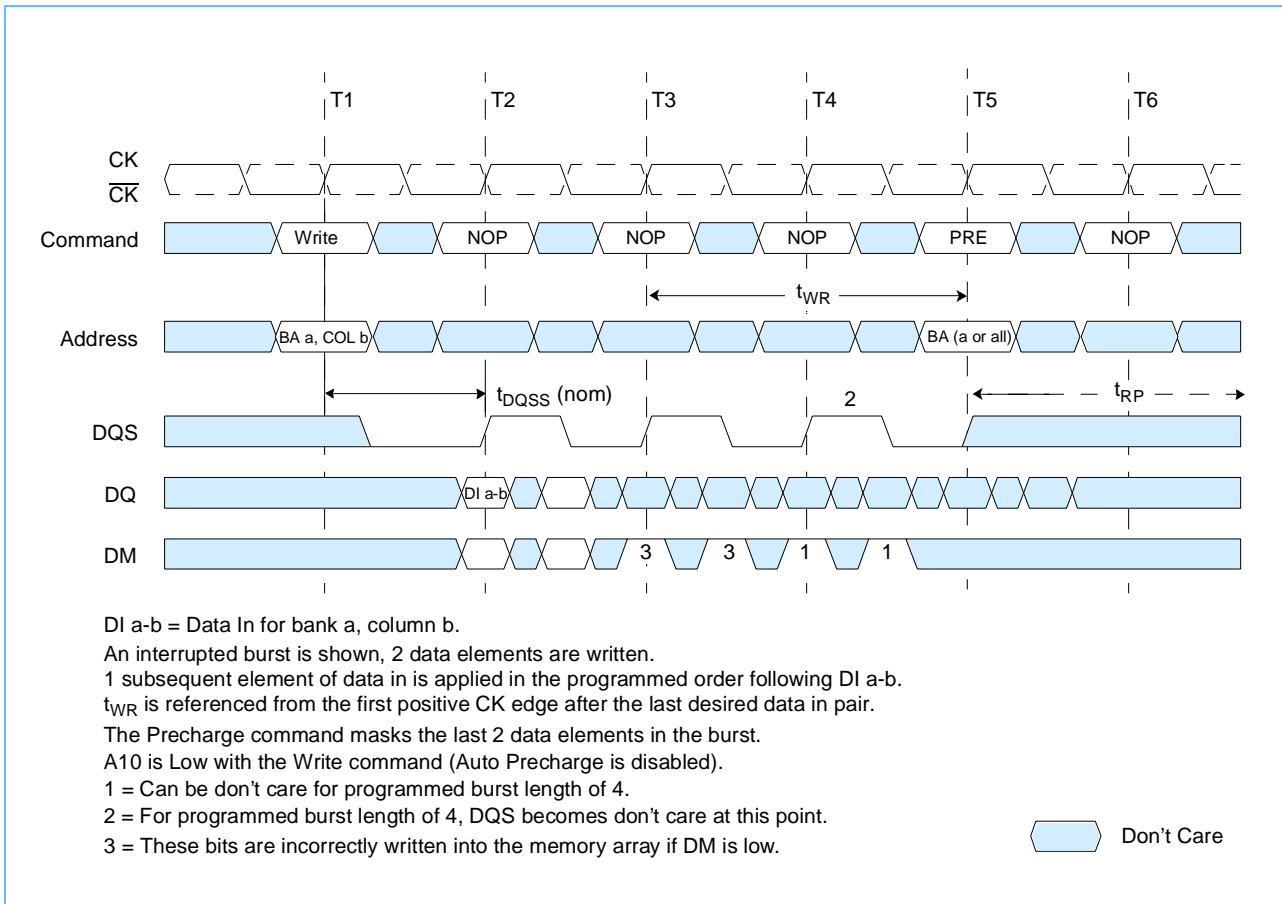 T1 T2 T3 T4 T5 T6
CK
CK
Command Write NOP NOP NOP PRE NOP
tWR
Address BA a, COL b BA (a or all)
tDQSS (nom) 2 tRP
DQS
DQ DI a-b
DM 3 3 1 1
DI a-b = Data In for bank a, column b.
An interrupted burst is shown, 2 data elements are written.
1 subsequent element of data in is applied in the programmed order following DI a-b.
tWR is referenced from the first positive CK edge after the last desired data in pair.
The Precharge command masks the last 2 data elements in the burst.
A10 is Low with the Write command (Auto Precharge is disabled).
1 = Can be don't care for programmed burst length of 4.
2 = For programmed burst length of 4, DQS becomes don't care at this point.
3 = These bits are incorrectly written into the memory array if DM is low.
Don't Care